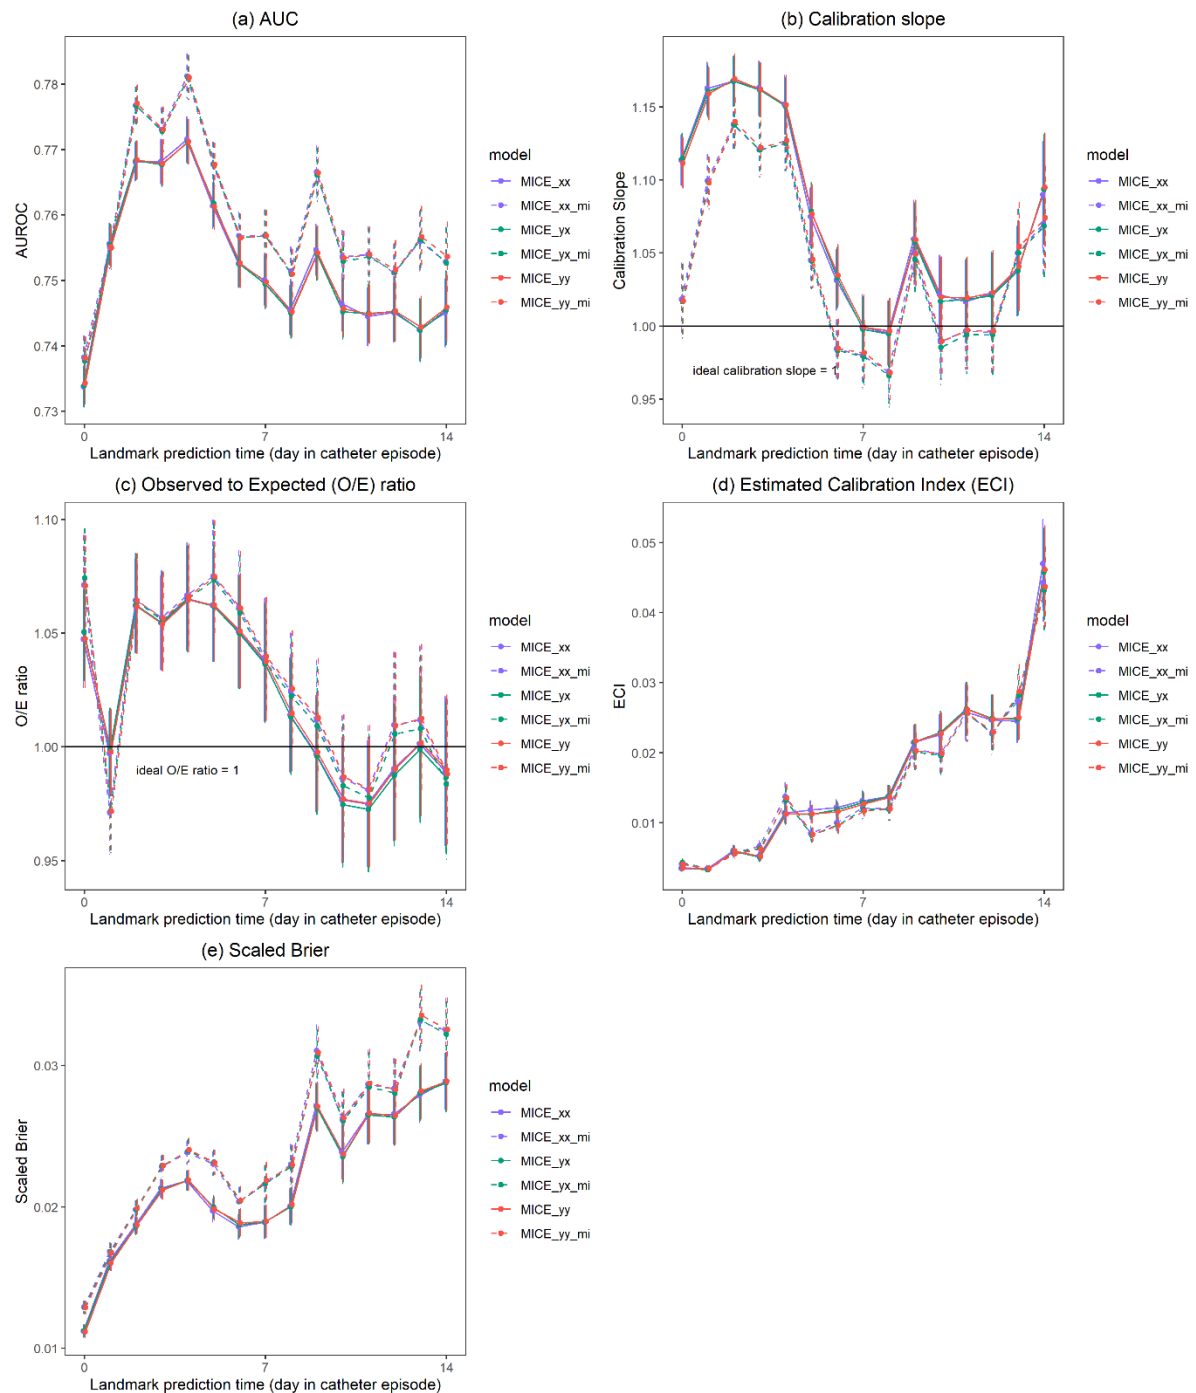 (a) AUC
AUROC
0.78
0.77
0.76
0.75
0.74
0.73
0
7
14
Landmark prediction time (day in catheter episode)
model
MICE_xx
MICE_xx_mi
MICE_yx
MICE_yx_mi
MICE_yy
MICE_yy_mi
(b) Calibration slope
Calibration Slope
1.15
1.10
1.05
1.00
0.95
ideal calibration slope = 1
0
7
14
Landmark prediction time (day in catheter episode)
model
MICE_xx
MICE_xx_mi
MICE_yx
MICE_yx_mi
MICE_yy
MICE_yy_mi
(c) Observed to Expected (O/E) ratio
O/E ratio
1.10
1.05
1.00
0.95
ideal O/E ratio = 1
0
7
14
Landmark prediction time (day in catheter episode)
model
MICE_xx
MICE_xx_mi
MICE_yx
MICE_yx_mi
MICE_yy
MICE_yy_mi
(d) Estimated Calibration Index (ECI)
ECI
0.05
0.04
0.03
0.02
0.01
0
7
14
Landmark prediction time (day in catheter episode)
model
MICE_xx
MICE_xx_mi
MICE_yx
MICE_yx_mi
MICE_yy
MICE_yy_mi
(e) Scaled Brier
Scaled Brier
0.03
0.02
0.01
0
7
14
Landmark prediction time (day in catheter episode)
model
MICE_xx
MICE_xx_mi
MICE_yx
MICE_yx_mi
MICE_yy
MICE_yy_mi